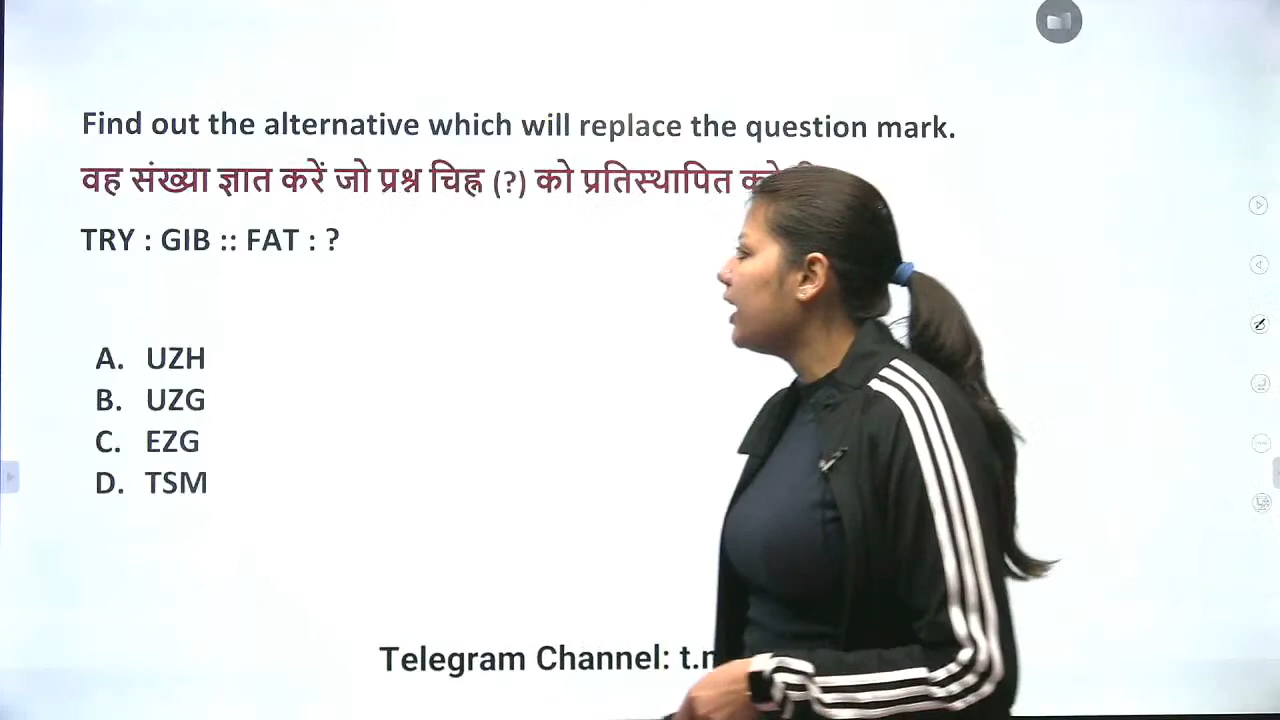 Find out the alternative which will replace the question mark.
वह संख्या ज्ञात करें जो प्रश्न चिह्न (?) को प्रतिस्थापित
TRY : GIB :: FAT : ?
A. UZH
B. UZG
C. EZG
D. TSM
Telegram Channel: